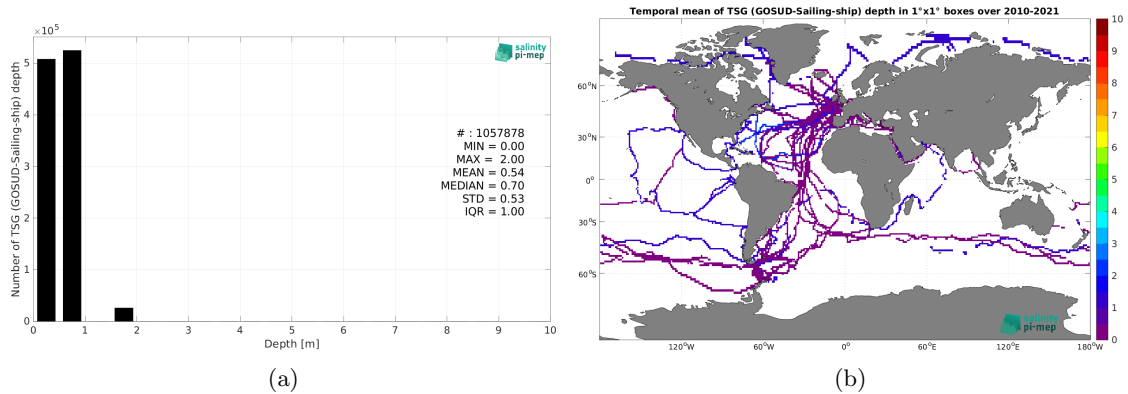 Number of TSG (GOSUD-Sailing-ship) depth
×10⁵
5
4
3
2
1
0
0 1 2 3 4 5 6 7 8 9 10
Depth [m]
salinity
pi-mep
# : 1057878
MIN = 0.00
MAX = 2.00
MEAN = 0.54
MEDIAN = 0.70
STD = 0.53
IQR = 1.00
(a)
Temporal mean of TSG (GOSUD-Sailing-ship) depth in 1°x1° boxes over 2010-2021
60°N
30°N
0°
30°S
60°S
120°W 60°W 0° 60°E 120°E 180°W
salinity
pi-mep
10
9
8
7
6
5
4
3
2
1
0
(b)